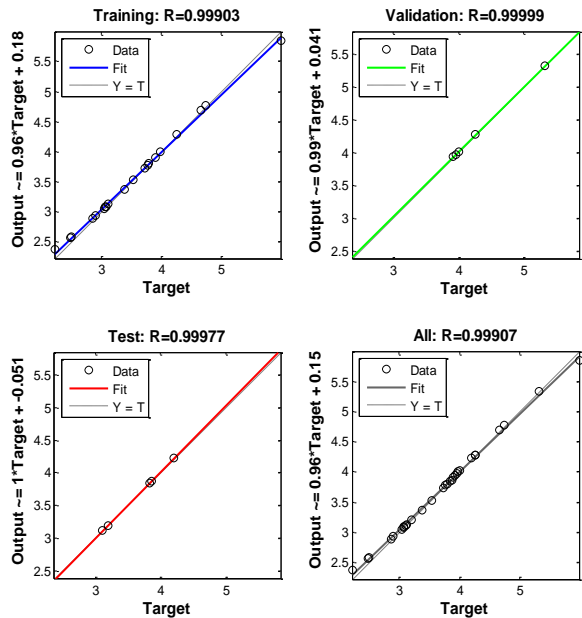 Training: R=0.99903
Output ~= 0.96*Target + 0.18
5.5
5
4.5
4
3.5
3
2.5
Data
Fit
Y = T
3
4
5
Target
Validation: R=0.99999
Output ~= 0.99*Target + 0.041
5.5
5
4.5
4
3.5
3
2.5
Data
Fit
Y = T
3
4
5
Target
Test: R=0.99977
Output ~= 1*Target + -0.051
5.5
5
4.5
4
3.5
3
2.5
Data
Fit
Y = T
3
4
5
Target
All: R=0.99907
Output ~= 0.96*Target + 0.15
5.5
5
4.5
4
3.5
3
2.5
Data
Fit
Y = T
3
4
5
Target